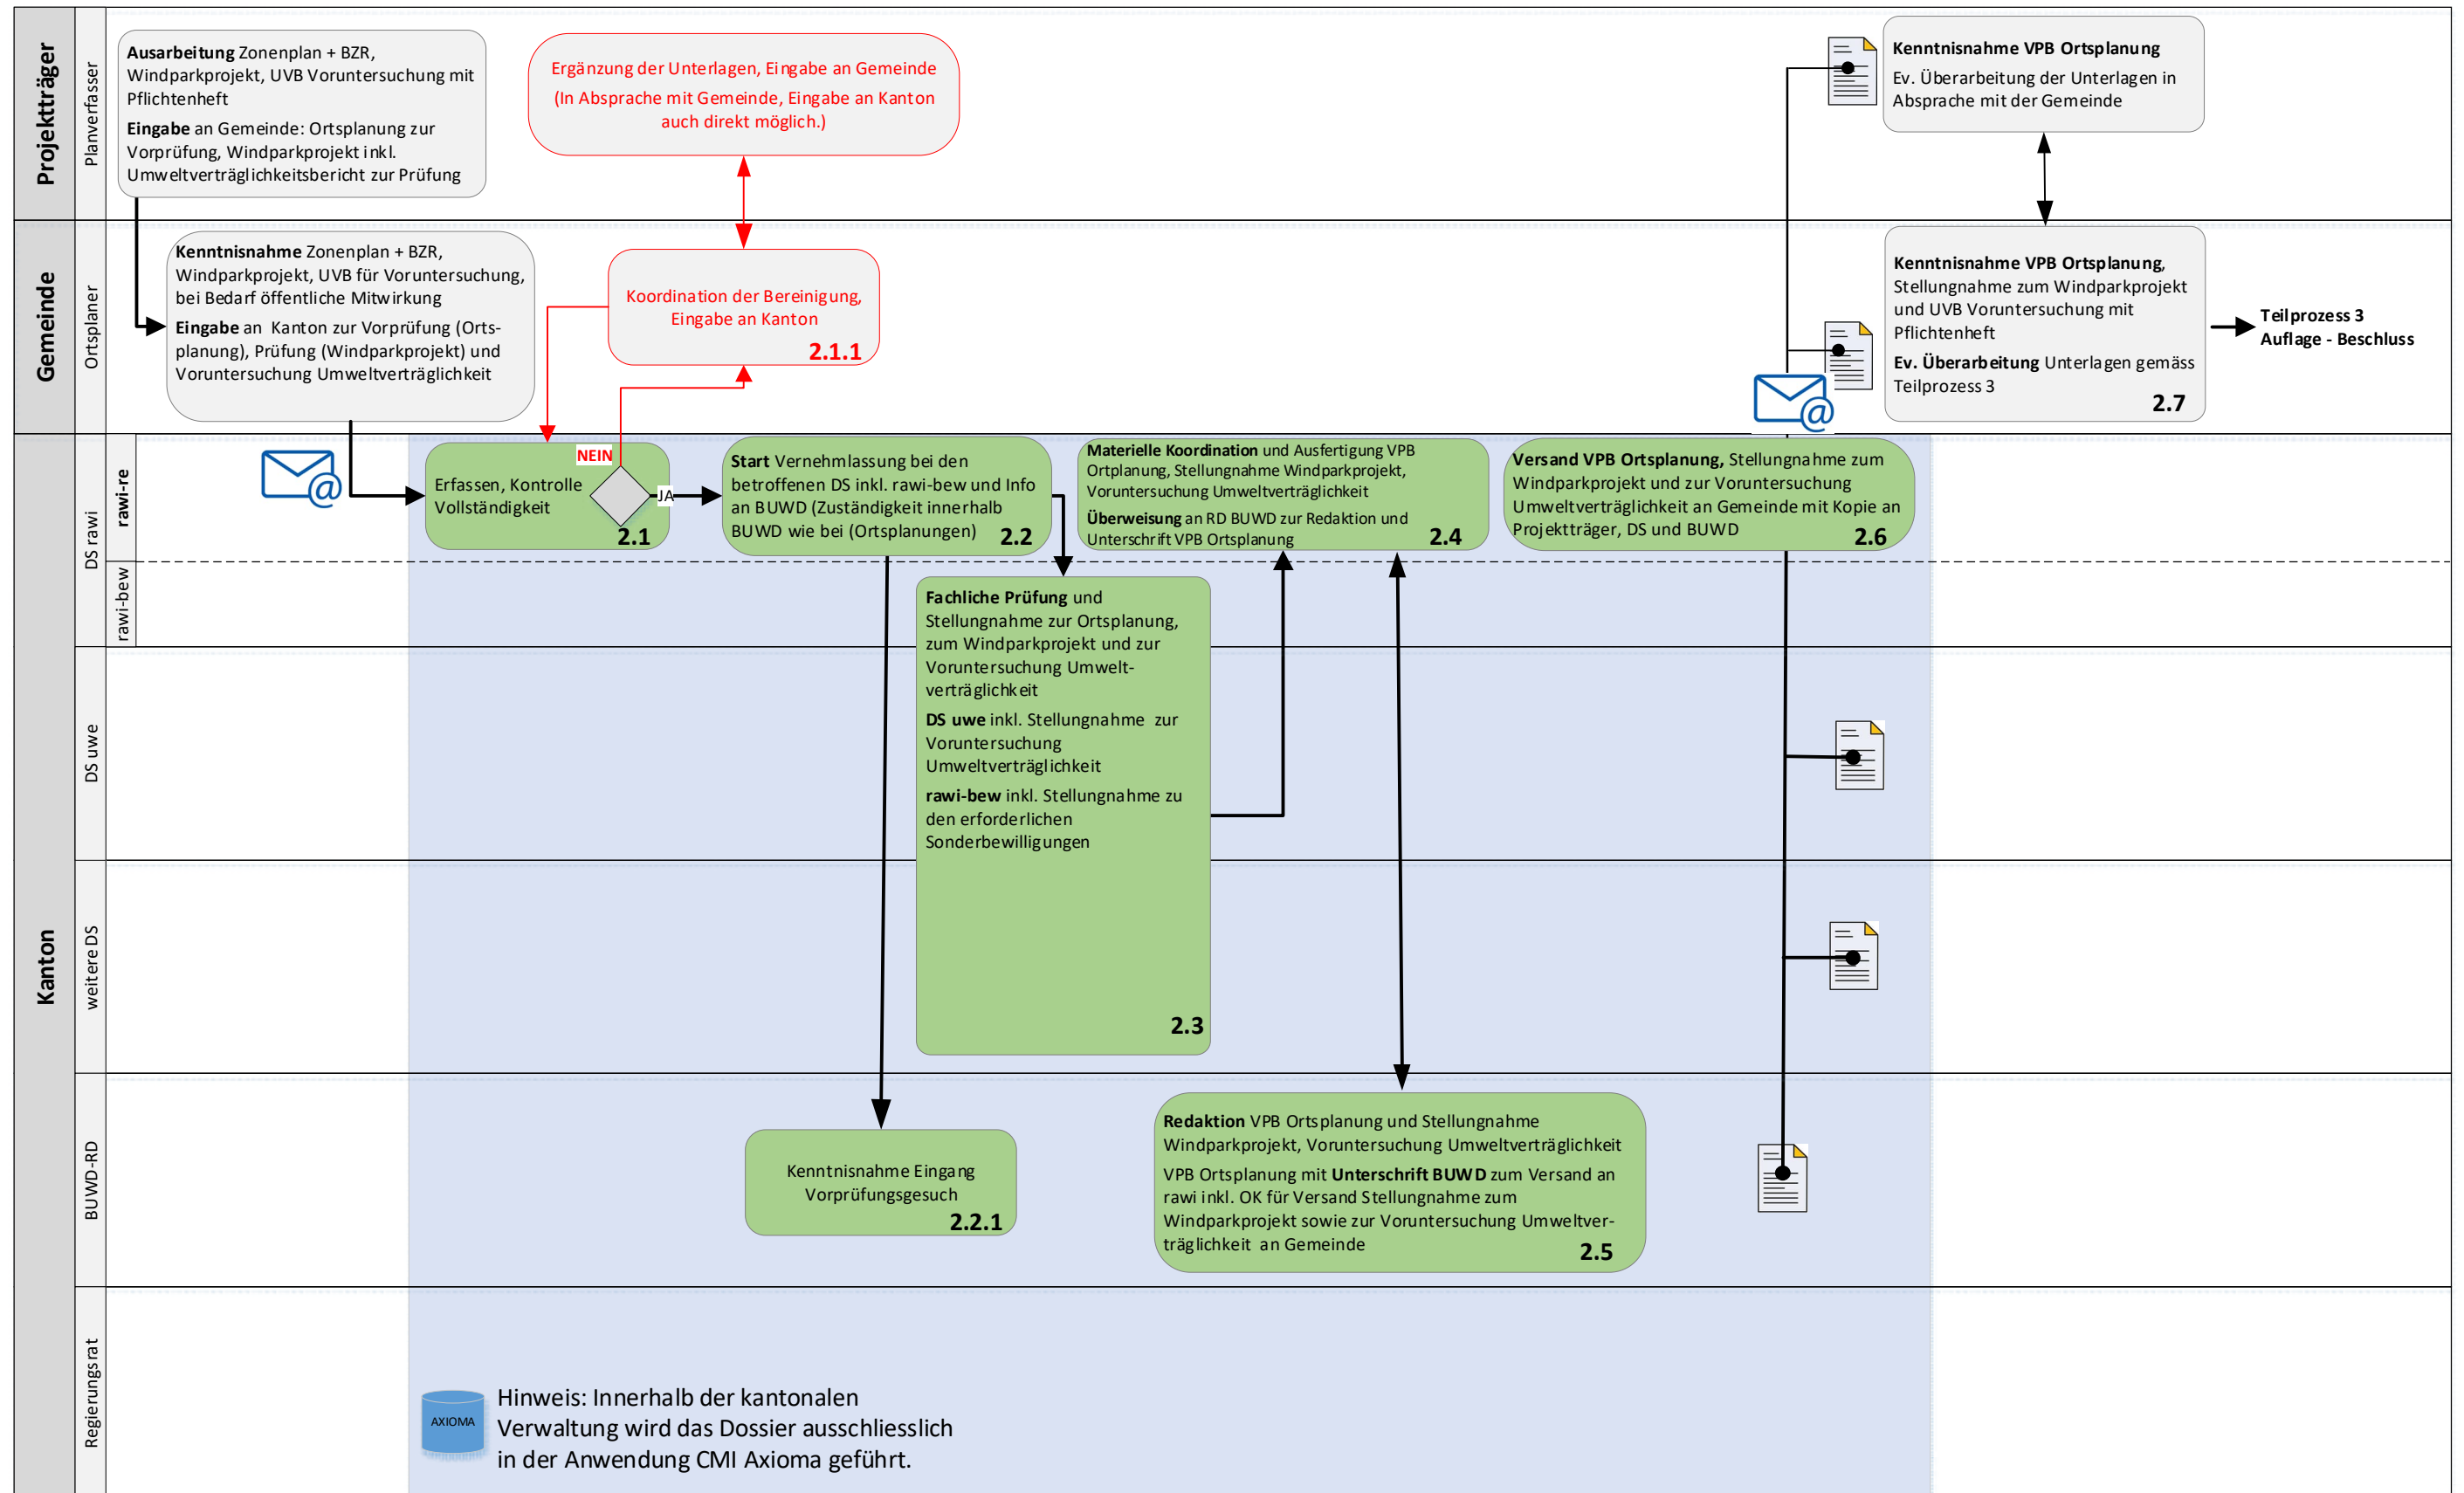 Projektträger
Planverfasser
Ausarbeitung Zonenplan + BZR,
Windparkprojekt, UVB Voruntersuchung mit
Pflichtenheft
Eingabe an Gemeinde: Ortsplanung zur
Vorprüfung, Windparkprojekt inkl.
Umweltverträglichkeitsbericht zur Prüfung
Ergänzung der Unterlagen, Eingabe an Gemeinde
(In Absprache mit Gemeinde, Eingabe an Kanton
auch direkt möglich.)
Kenntnisnahme VPB Ortsplanung
Ev. Überarbeitung der Unterlagen in
Absprache mit der Gemeinde
Gemeinde
Ortsplaner
Kenntnisnahme Zonenplan + BZR,
Windparkprojekt, UVB für Voruntersuchung,
bei Bedarf öffentliche Mitwirkung
Eingabe an Kanton zur Vorprüfung (Orts-
planung), Prüfung (Windparkprojekt) und
Voruntersuchung Umweltverträglichkeit
Koordination der Bereinigung,
Eingabe an Kanton
2.1.1
Kenntnisnahme VPB Ortsplanung,
Stellungnahme zum Windparkprojekt
und UVB Voruntersuchung mit
Pflichtenheft
Ev. Überarbeitung Unterlagen gemäss
Teilprozess 3
2.7
Teilprozess 3
Auflage - Beschluss
Kanton
DS rawi
rawi-re
rawi-bew
@
@
Erfassen, Kontrolle
Vollständigkeit
NEIN
JA
2.1
Start Vernehmlassung bei den
betroffenen DS inkl. rawi-bew und Info
an BUWD (Zuständigkeit innerhalb
BUWD wie bei (Ortsplanungen)
2.2
Materielle Koordination und Ausfertigung VPB
Ortplanung, Stellungnahme Windparkprojekt,
Voruntersuchung Umweltverträglichkeit
Überweisung an RD BUWD zur Redaktion und
Unterschrift VPB Ortsplanung
2.4
Versand VPB Ortsplanung, Stellungnahme zum
Windparkprojekt und zur Voruntersuchung
Umweltverträglichkeit an Gemeinde mit Kopie an
Projektträger, DS und BUWD
2.6
Fachliche Prüfung und
Stellungnahme zur Ortsplanung,
zum Windparkprojekt und zur
Voruntersuchung Umwelt-
verträglichkeit
DS uwe inkl. Stellungnahme zur
Voruntersuchung
Umweltverträglichkeit
rawi-bew inkl. Stellungnahme zu
den erforderlichen
Sonderbewilligungen
2.3
DS uwe
weitere DS
BUWD-RD
Kenntnisnahme Eingang
Vorprüfungsgesuch
2.2.1
Redaktion VPB Ortsplanung und Stellungnahme
Windparkprojekt, Voruntersuchung Umweltverträglichkeit
VPB Ortsplanung mit Unterschrift BUWD zum Versand an
rawi inkl. OK für Versand Stellungnahme zum
Windparkprojekt sowie zur Voruntersuchung Umweltver-
träglichkeit an Gemeinde
2.5
Regierungsrat
AXIOMA
Hinweis: Innerhalb der kantonalen
Verwaltung wird das Dossier ausschliesslich
in der Anwendung CMI Axioma geführt.